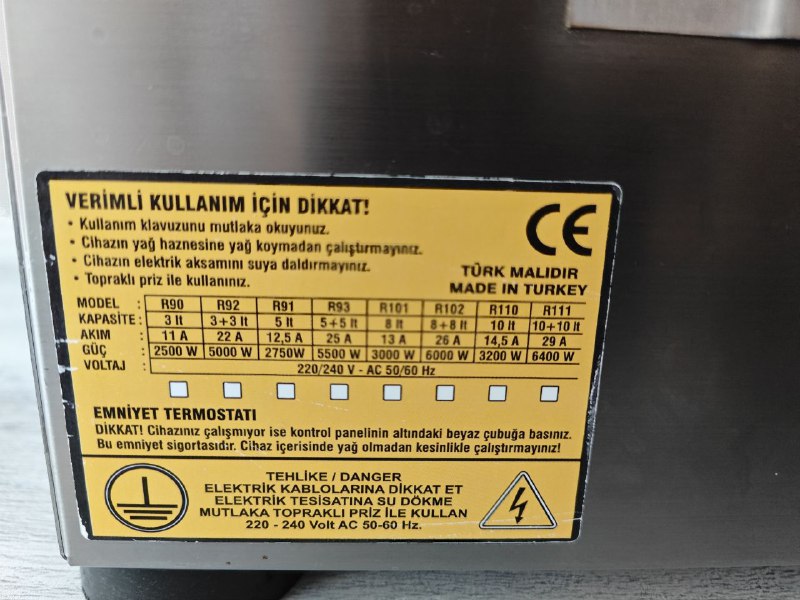 VERİMLİ KULLANIM İÇİN DİKKAT!
• Kullanım klavuzunu mutlaka okuyunuz.
• Cihazın yağ haznesine yağ koymadan çalıştırmayınız.
• Cihazın elektrik aksamını suya daldırmayınız.
• Topraklı priz ile kullanınız.
CE
TÜRK MALIDIR
MADE IN TURKEY
MODEL : R90 R92 R91 R93 R101 R102 R110 R111
KAPASİTE : 3 lt 3+3 lt 5 lt 5+5 lt 8 lt 8+8 lt 10 lt 10+10 lt
AKIM : 11 A 22 A 12,5 A 25 A 13 A 26 A 14,5 A 29 A
GÜÇ : 2500 W 5000 W 2750W 5500 W 3000 W 6000 W 3200 W 6400 W
VOLTAJ : 220/240 V - AC 50/60 Hz
EMNİYET TERMOSTATI
DİKKAT! Cihazınız çalışmıyor ise kontrol panelinin altındaki beyaz çubuğa basınız.
Bu emniyet sigortasıdır. Cihaz içerisinde yağ olmadan kesinlikle çalıştırmayınız!
TEHLİKE / DANGER
ELEKTRİK KABLOLARINA DİKKAT ET
ELEKTRİK TESİSATINA SU DÖKME
MUTLAKA TOPRAKLI PRİZ İLE KULLAN
220 - 240 Volt AC 50-60 Hz.